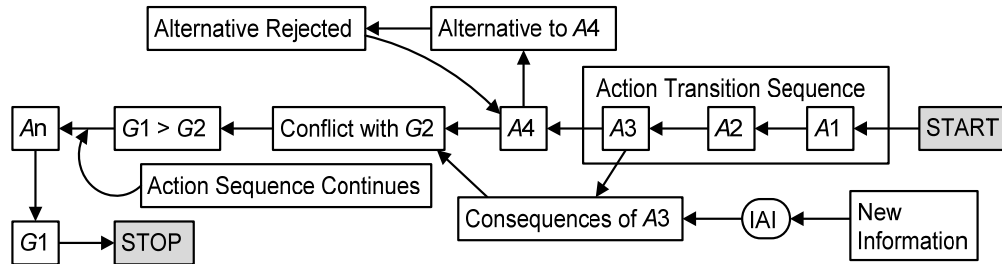 Alternative Rejected
Alternative to A4
Action Transition Sequence
An
G1 > G2
Conflict with G2
A4
A3
A2
A1
START
Action Sequence Continues
Consequences of A3
IAI
New
Information
G1
STOP